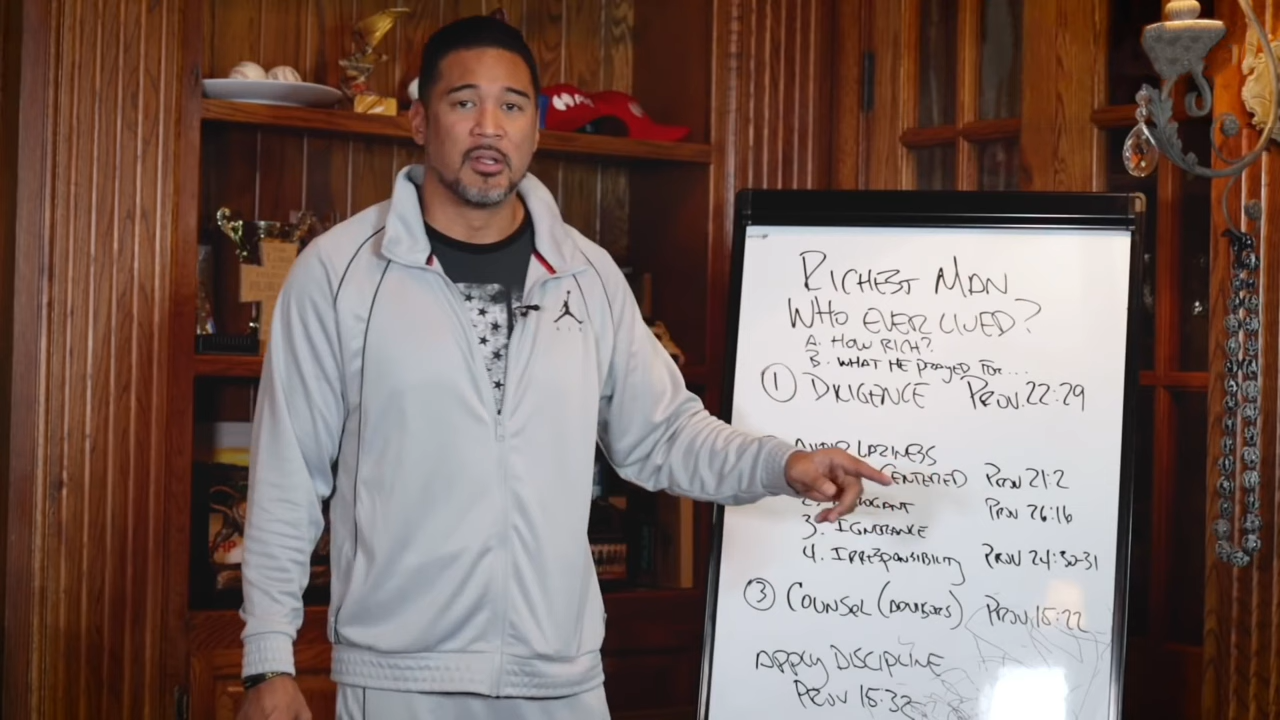 RICHEST MAN
WHO EVER LIVED?
A. HOW RICH?
B. WHAT HE PRAYED FOR...
① DILIGENCE PROV. 22:29
LAZINESS
CENTERED PROV 21:2
PROV 26:16
3. IGNORANCE
4. IRRESPONSIBILITY PROV 24:30-31
③ COUNSEL (ADVISORS) PROV. 15:22
APPLY DISCIPLINE
PROV 15:32
AIR